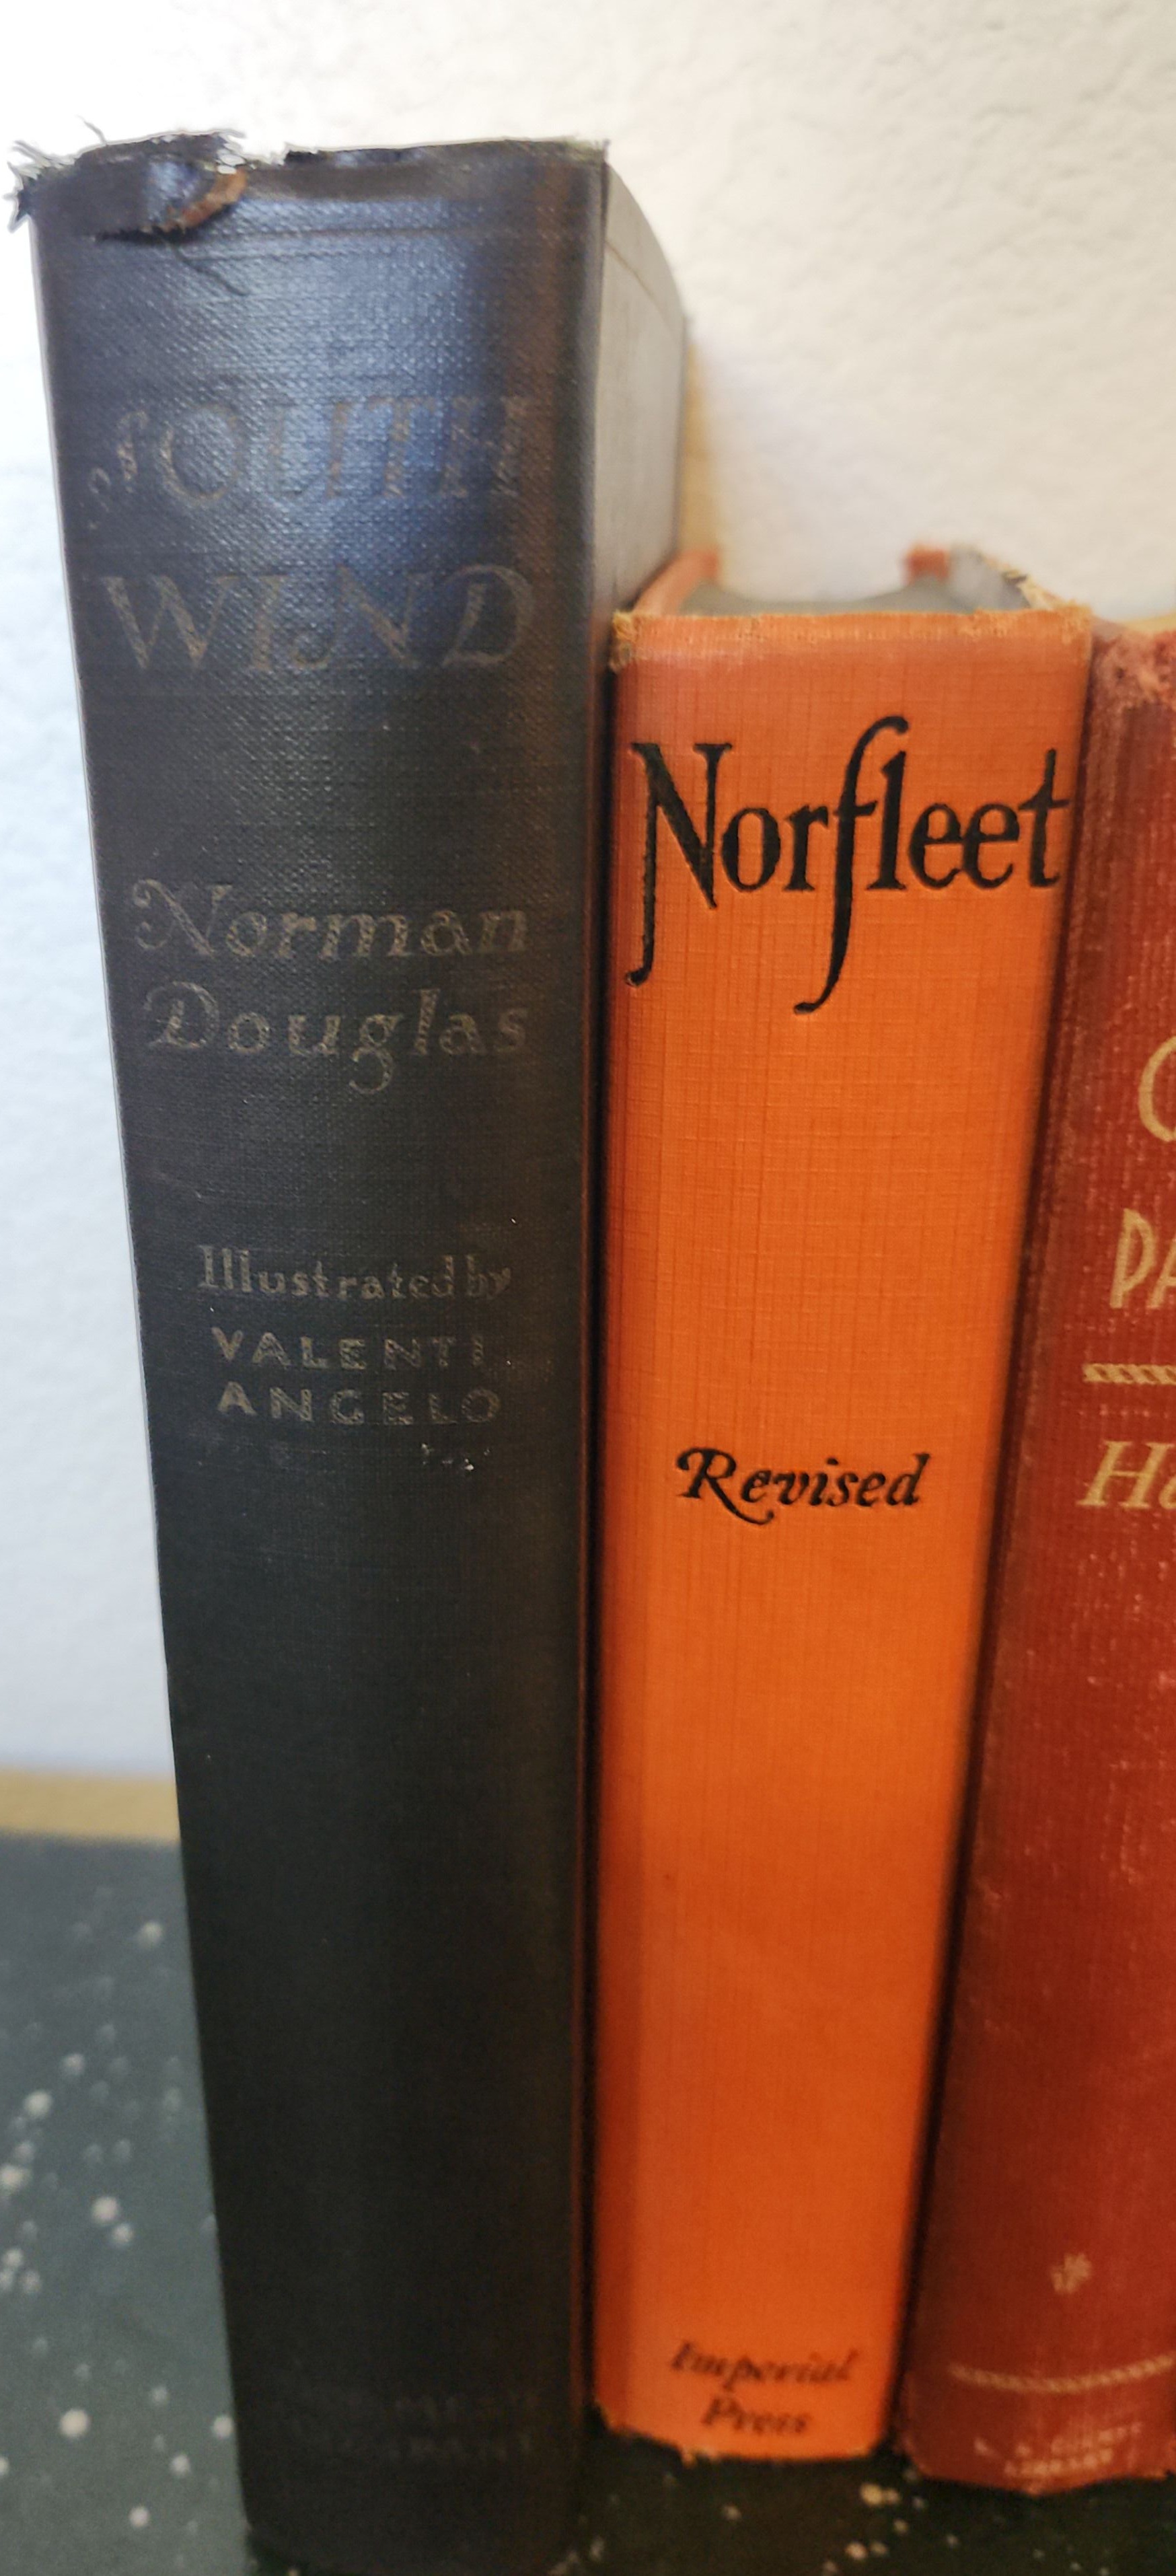 SOUTH
WIND
Norman
Douglas
Illustrated by
VALENTI
ANGELO
Norfleet
Revised
Imperial
Press